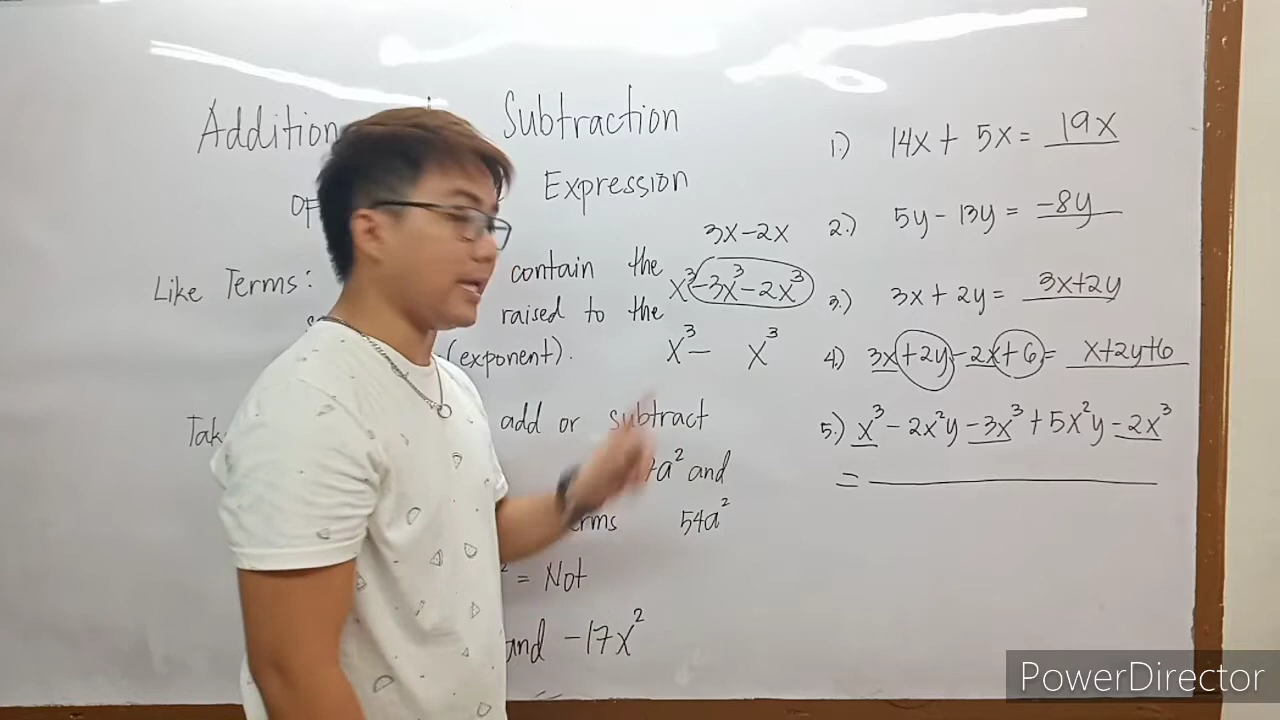 Addition Subtraction
OF Expression
Like Terms: contain the
raised to the
(exponent).
add or subtract
a² and
54a²
² = Not
and -17x²
3x-2x
x³-3x³-2x³
x³- x³
1.) 14x + 5x = 19x
2.) 5y - 13y = -8y
3.) 3x + 2y = 3x+2y
4.) 3x+2y-2x+6= x+2y+6
5.) x³ - 2x²y - 3x³ + 5x²y - 2x³
=
PowerDirector